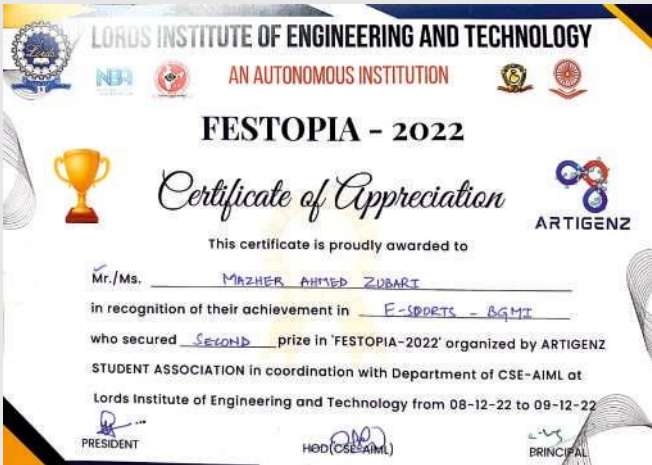 LORDS INSTITUTE OF ENGINEERING AND TECHNOLOGY
Lords
NBA
AN AUTONOMOUS INSTITUTION
FESTOPIA - 2022
Certificate of Appreciation
ARTIGENZ
This certificate is proudly awarded to
Mr./Ms. MAZHER AHMED ZUBARI
in recognition of their achievement in E-SPORTS - BGMI
who secured SECOND prize in 'FESTOPIA-2022' organized by ARTIGENZ
STUDENT ASSOCIATION in coordination with Department of CSE-AIML at
Lords Institute of Engineering and Technology from 08-12-22 to 09-12-22
PRESIDENT
HOD(CSE-AIML)
PRINCIPAL